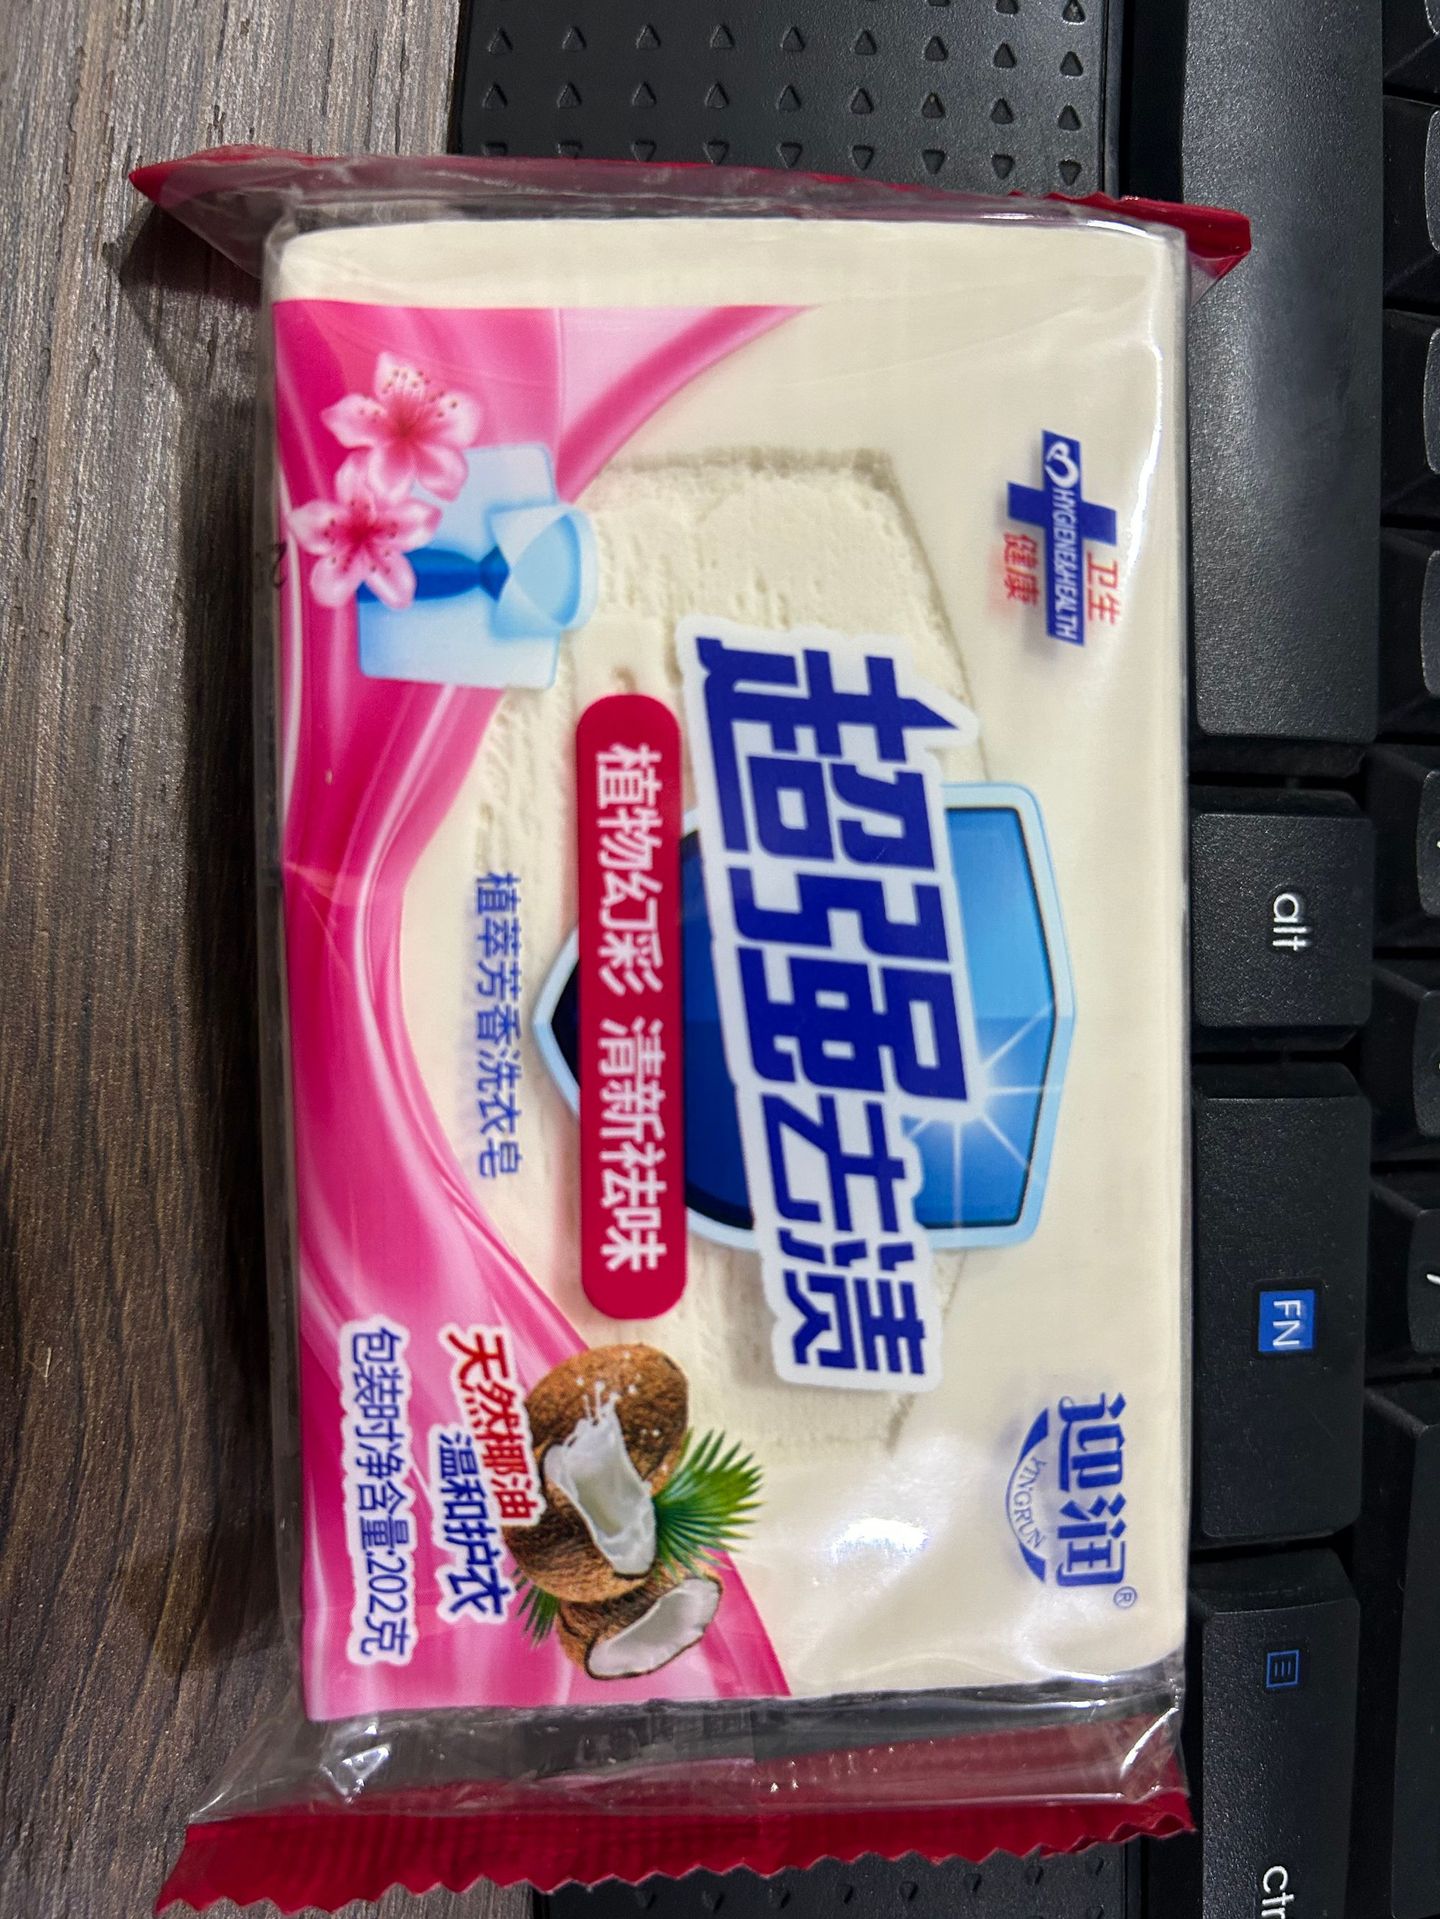 卫生
HYGIENE&HEALTH
健康
迎润®
YINGRUN
超强去渍
植物幻彩 清新祛味
植萃芳香洗衣皂
天然椰油
温和护衣
包装时净含量:202克
alt
FN
ctr